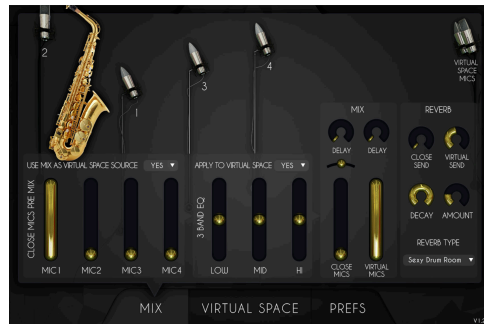 2
1
3
4
VIRTUAL
SPACE
MICS
MIX
REVERB
DELAY
DELAY
CLOSE
SEND
VIRTUAL
SEND
USE MIX AS VIRTUAL SPACE SOURCE
YES
APPLY TO VIRTUAL SPACE
YES
CLOSE MICS PRE MIX
3 BAND EQ
DECAY
AMOUNT
REVERB TYPE
Sexy Drum Room
MIC 1
MIC2
MIC3
MIC4
LOW
MID
HI
CLOSE
MICS
VIRTUAL
MICS
MIX
VIRTUAL SPACE
PREFS